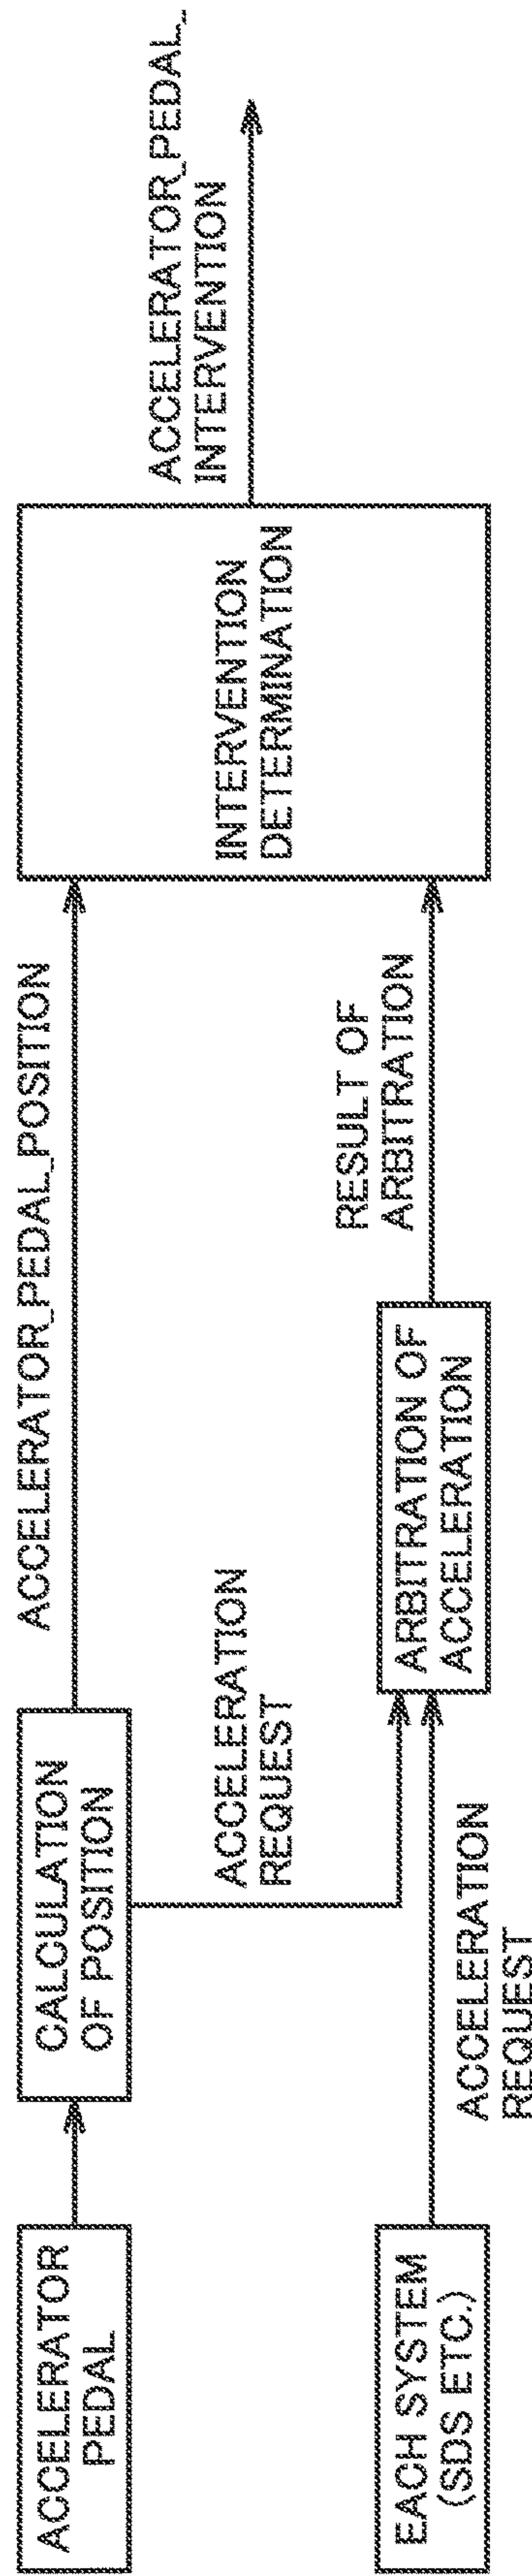 ACCELERATOR
PEDAL
CALCULATION
OF POSITION
ACCELERATOR_PEDAL_POSITION
ACCELERATION
REQUEST
EACH SYSTEM
(SDS ETC.)
ACCELERATION
REQUEST
ARBITRATION OF
ACCELERATION
RESULT OF
ARBITRATION
INTERVENTION
DETERMINATION
ACCELERATOR_PEDAL_
INTERVENTION